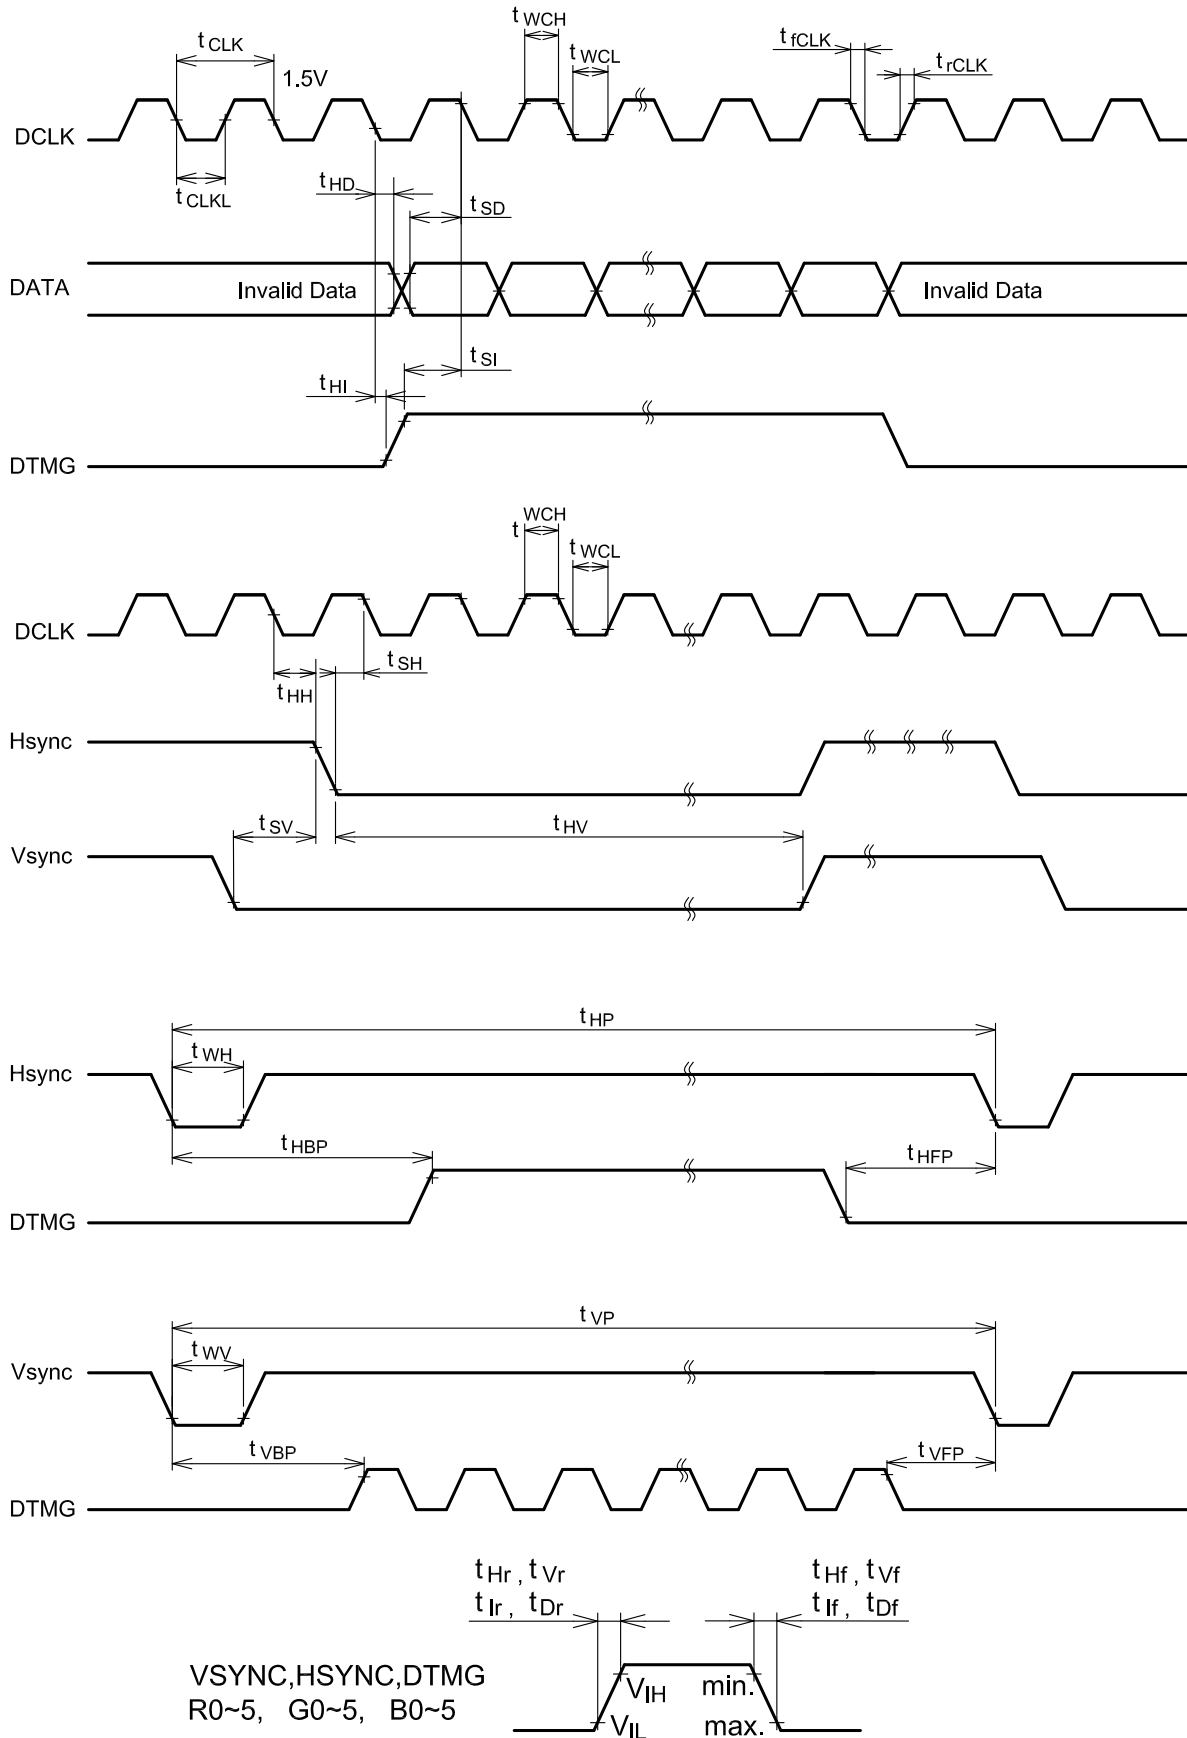 t WCH
t CLK
t WCL
t fCLK
t rCLK
1.5V
DCLK
t CLKL
t HD
t SD
DATA
Invalid Data
Invalid Data
t SI
t HI
DTMG
t WCH
t WCL
DCLK
t SH
t HH
Hsync
t SV
t HV
Vsync
t HP
t WH
Hsync
t HBP
t HFP
DTMG
t VP
t WV
Vsync
t VBP
t VFP
DTMG
t Hr , t Vr
t Hf , t Vf
t Ir , t Dr
t If , t Df
VSYNC,HSYNC,DTMG
VIH min.
R0~5, G0~5, B0~5
VIL max.